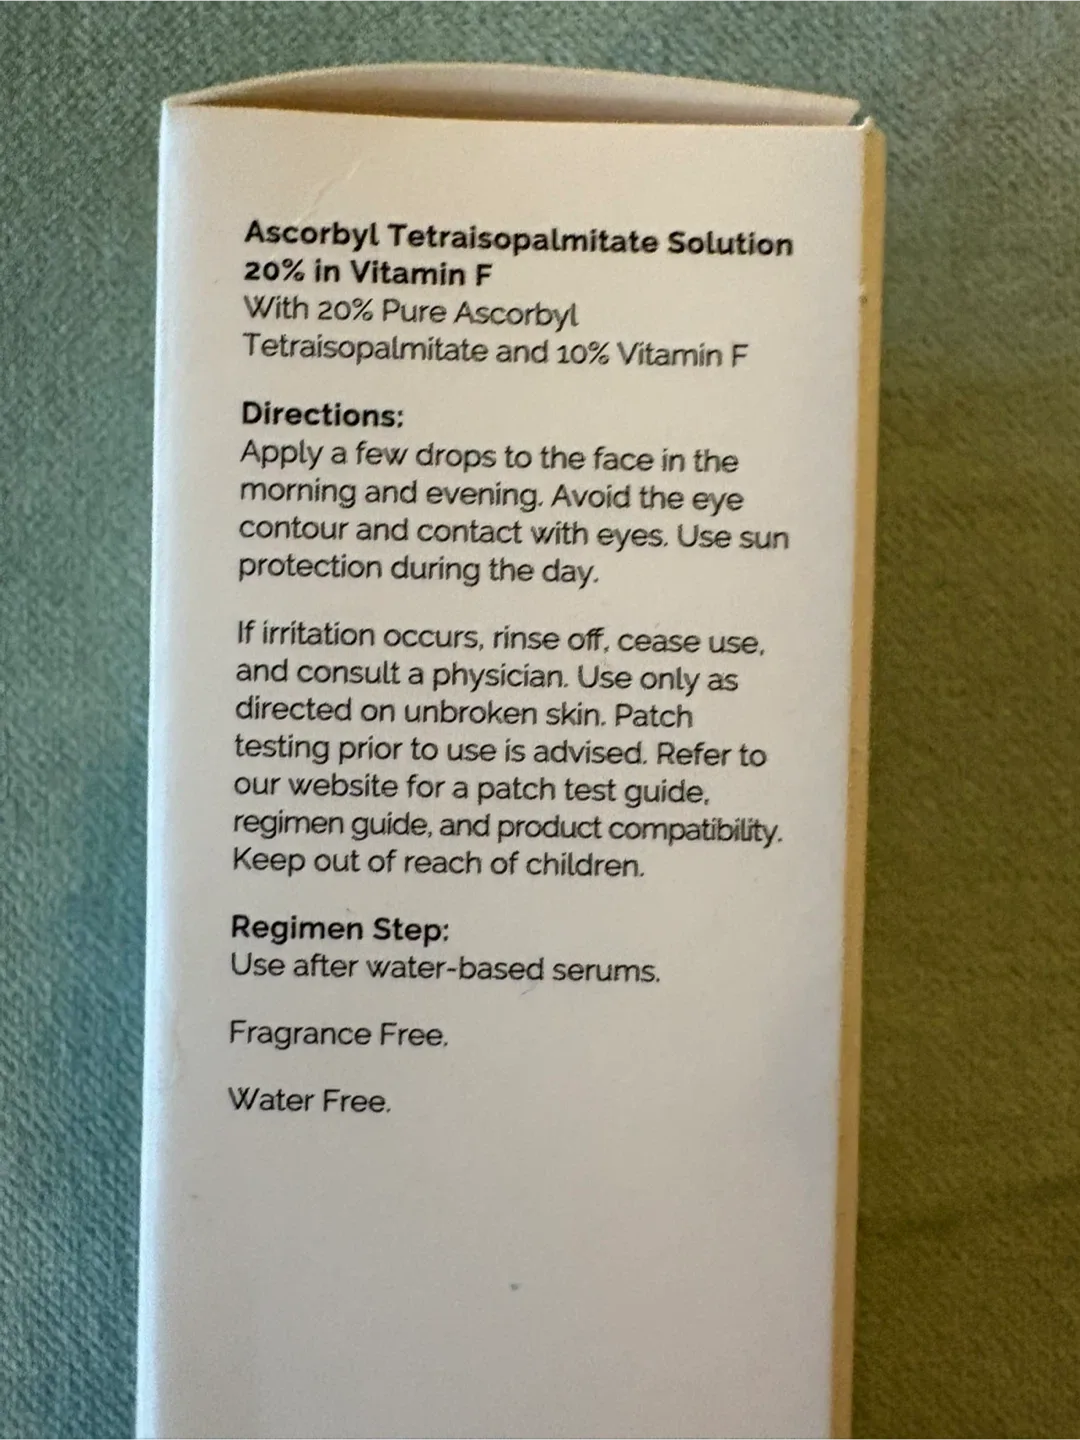 Ascorbyl Tetraisopalmitate Solution
20% in Vitamin F
With 20% Pure Ascorbyl
Tetraisopalmitate and 10% Vitamin F
Directions:
Apply a few drops to the face in the
morning and evening. Avoid the eye
contour and contact with eyes. Use sun
protection during the day.
If irritation occurs, rinse off, cease use,
and consult a physician. Use only as
directed on unbroken skin. Patch
testing prior to use is advised. Refer to
our website for a patch test guide,
regimen guide, and product compatibility.
Keep out of reach of children.
Regimen Step:
Use after water-based serums.
Fragrance Free.
Water Free.